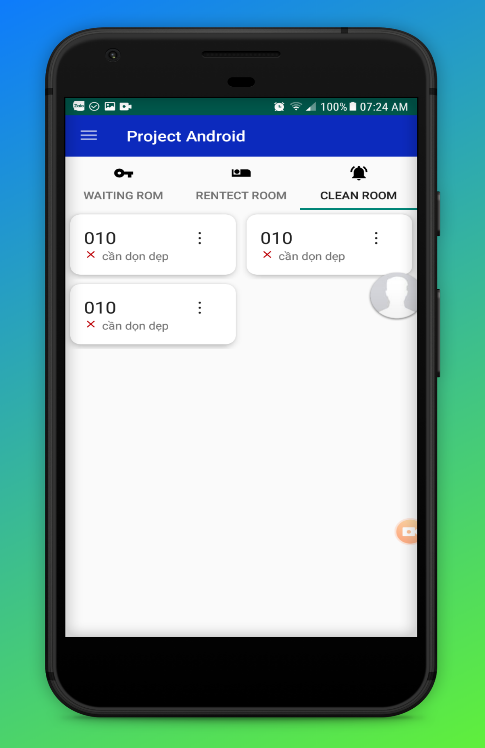 100% 07:24 AM
Project Android
WAITING ROM
RENTECT ROOM
CLEAN ROOM
010
cần dọn dẹp
010
cần dọn dẹp
010
cần dọn dẹp